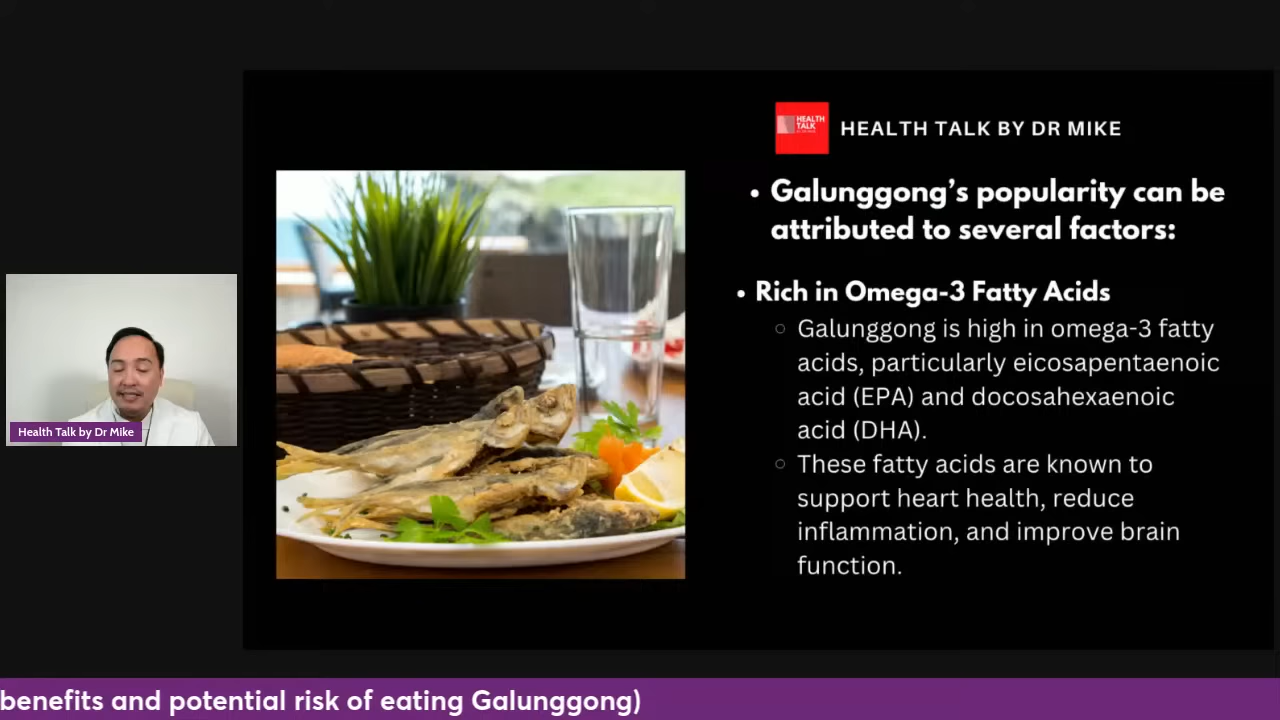 HEALTH
TALK
HEALTH TALK BY DR MIKE
• Galunggong's popularity can be
attributed to several factors:
• Rich in Omega-3 Fatty Acids
○ Galunggong is high in omega-3 fatty
acids, particularly eicosapentaenoic
acid (EPA) and docosahexaenoic
acid (DHA).
○ These fatty acids are known to
support heart health, reduce
inflammation, and improve brain
function.
Health Talk by Dr Mike
benefits and potential risk of eating Galunggong)